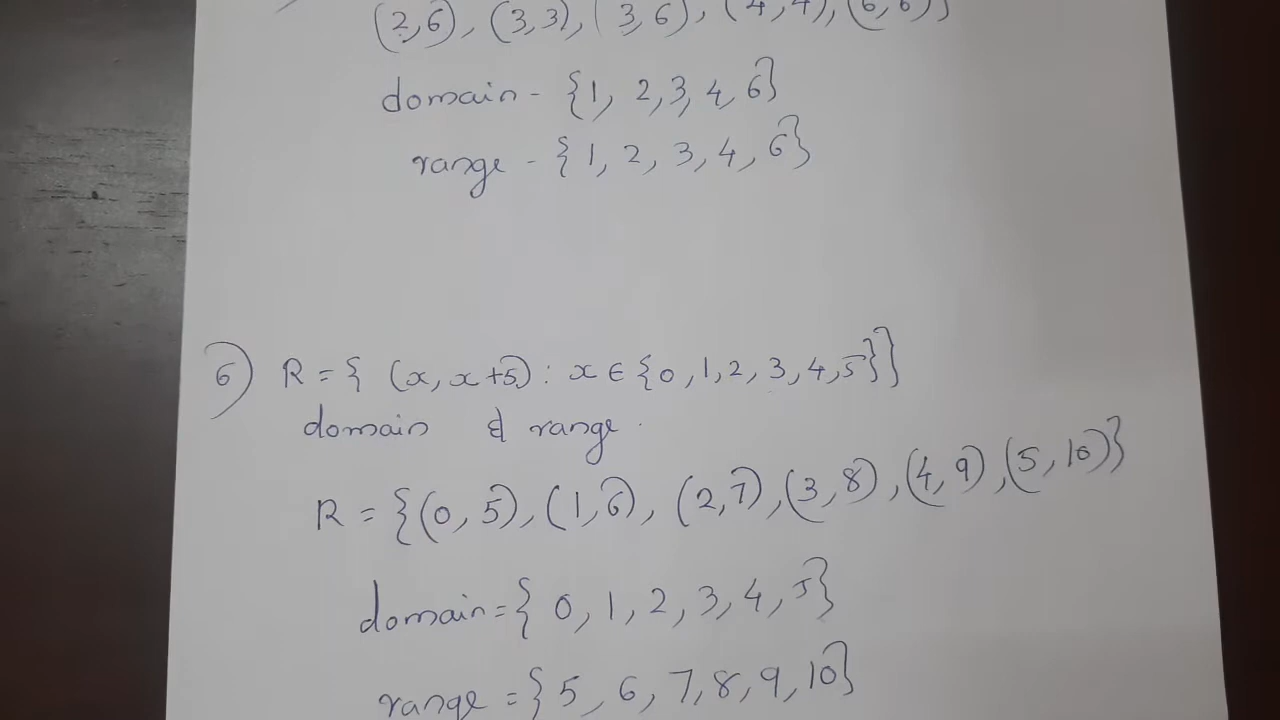 (2,6), (3,3), (3,6), (4,4), (6,6)}
domain - {1, 2,3, 4, 6}
range - {1, 2, 3, 4, 6}
6) R = { (x, x+5) : x ∈ {0,1,2,3,4,5}}
domain & range.
R = {(0,5), (1,6), (2,7), (3,8), (4,9), (5,10)}
domain = {0,1,2,3,4,5}
range = {5,6,7,8,9,10}